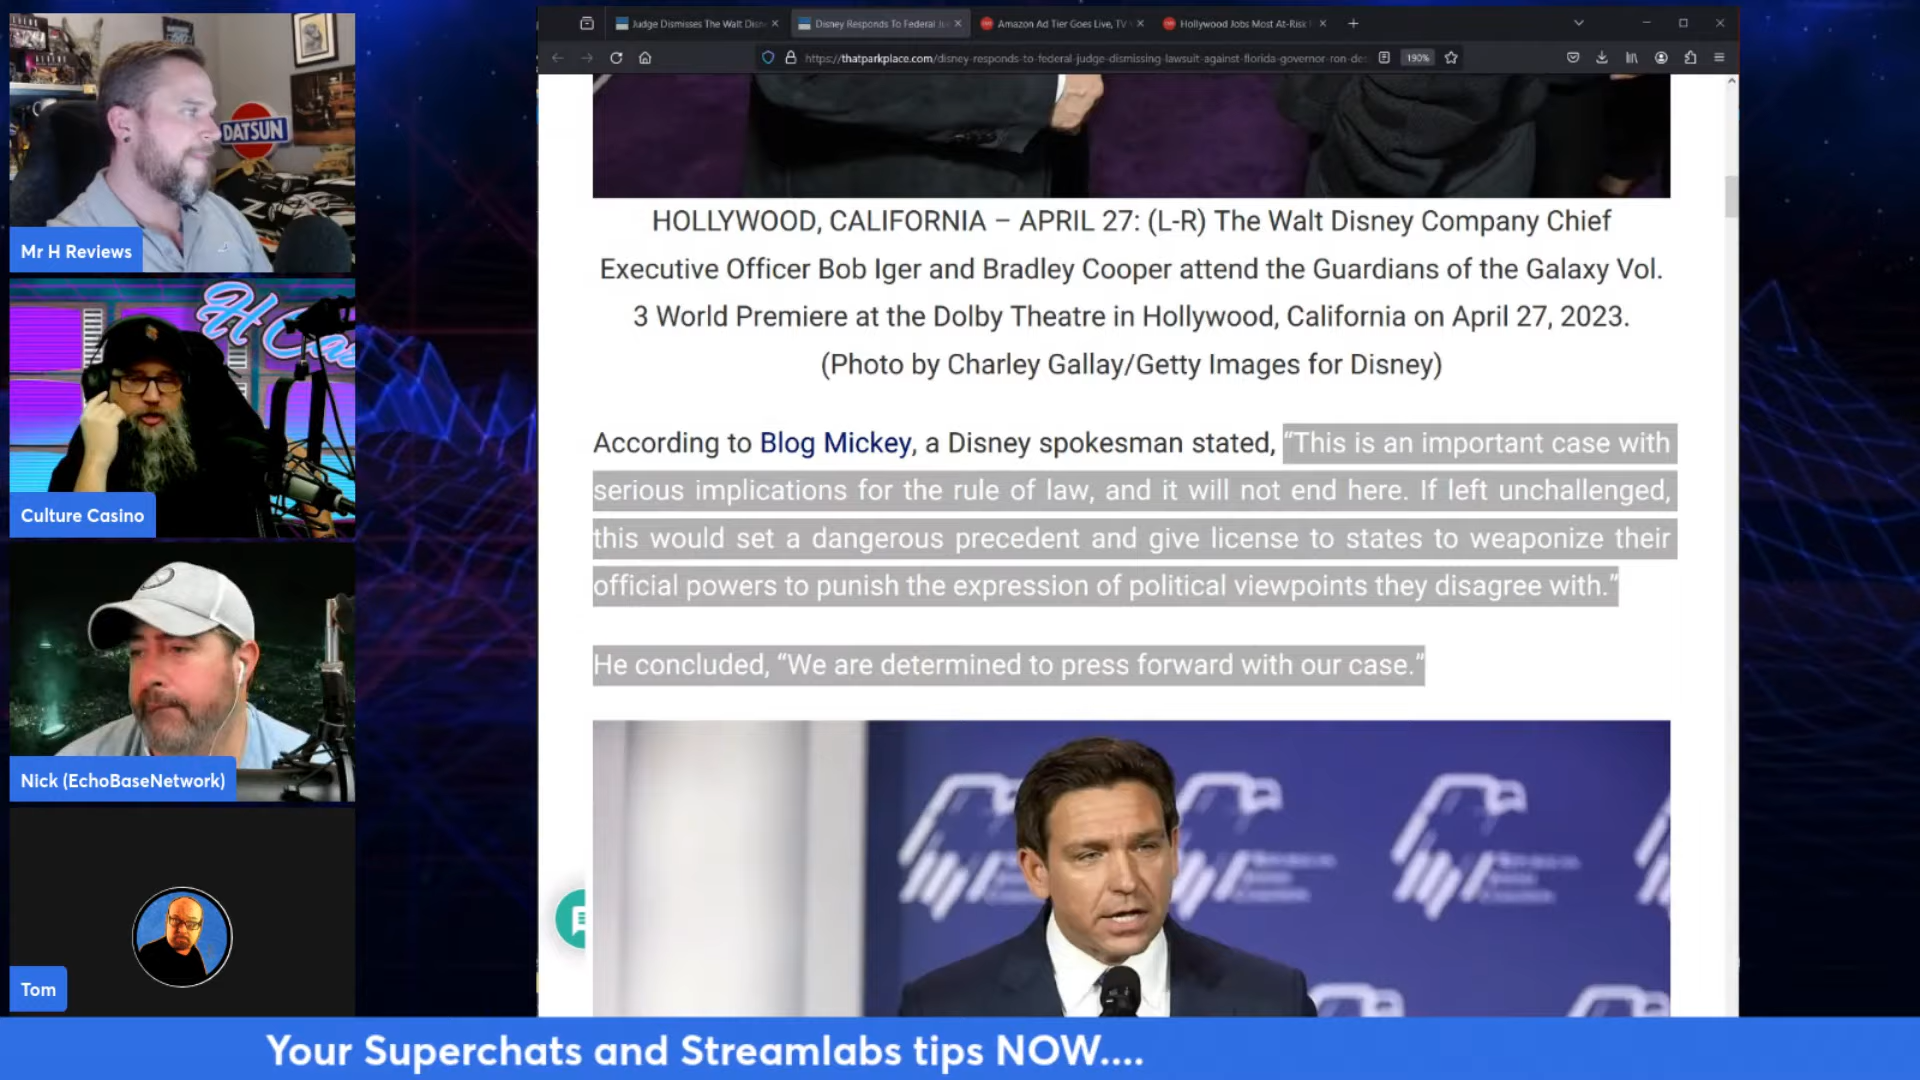 DATSUN
Mr H Reviews
Culture Casino
Nick (EchoBaseNetwork)
Tom
Judge Dismisses The Walt Disn
Disney Responds To Federal Ju
Amazon Ad Tier Goes Live, TV
Hollywood Jobs Most At-Risk
https://thatparkplace.com/disney-responds-to-federal-judge-dismissing-lawsuit-against-florida-governor-ron-des
190%
HOLLYWOOD, CALIFORNIA – APRIL 27: (L-R) The Walt Disney Company Chief
Executive Officer Bob Iger and Bradley Cooper attend the Guardians of the Galaxy Vol.
3 World Premiere at the Dolby Theatre in Hollywood, California on April 27, 2023.
(Photo by Charley Gallay/Getty Images for Disney)
According to Blog Mickey, a Disney spokesman stated, “This is an important case with
serious implications for the rule of law, and it will not end here. If left unchallenged,
this would set a dangerous precedent and give license to states to weaponize their
official powers to punish the expression of political viewpoints they disagree with.”
He concluded, “We are determined to press forward with our case.”
Your Superchats and Streamlabs tips NOW....